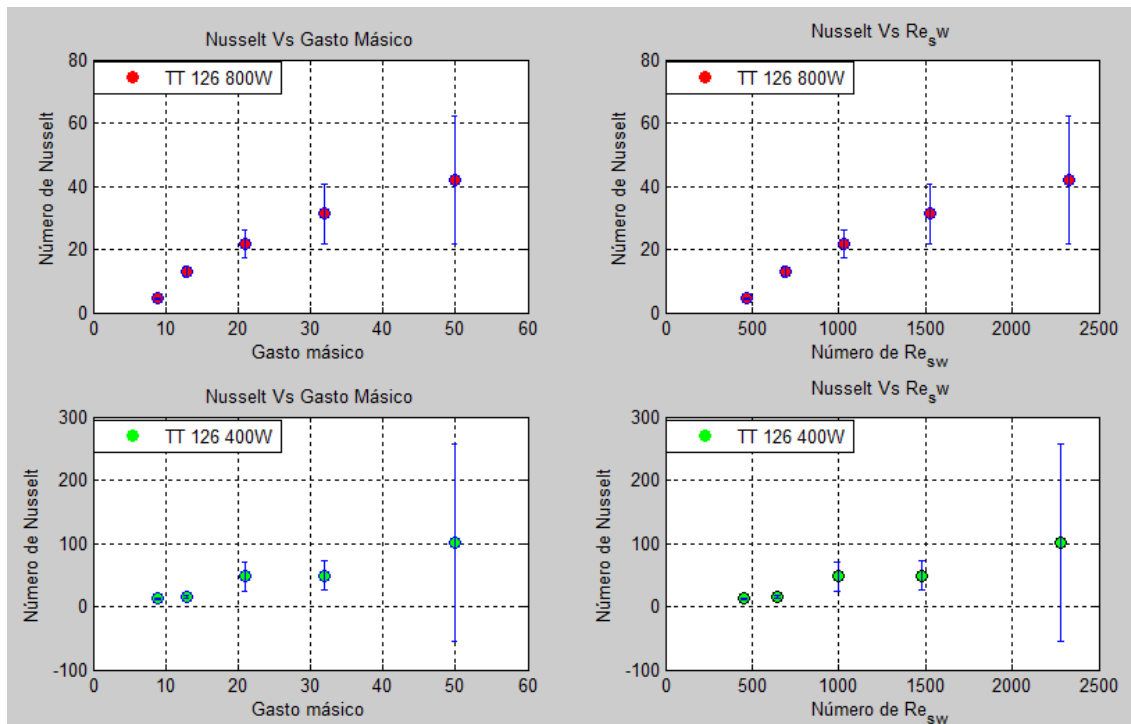 Nusselt Vs Gasto Másico
TT 126 800W
Número de Nusselt
80
60
40
20
0
0 10 20 30 40 50 60
Gasto másico
Nusselt Vs Re_sw
TT 126 800W
Número de Nusselt
80
60
40
20
0
0 500 1000 1500 2000 2500
Número de Re_sw
Nusselt Vs Gasto Másico
TT 126 400W
Número de Nusselt
300
200
100
0
-100
0 10 20 30 40 50 60
Gasto másico
Nusselt Vs Re_sw
TT 126 400W
Número de Nusselt
300
200
100
0
-100
0 500 1000 1500 2000 2500
Número de Re_sw